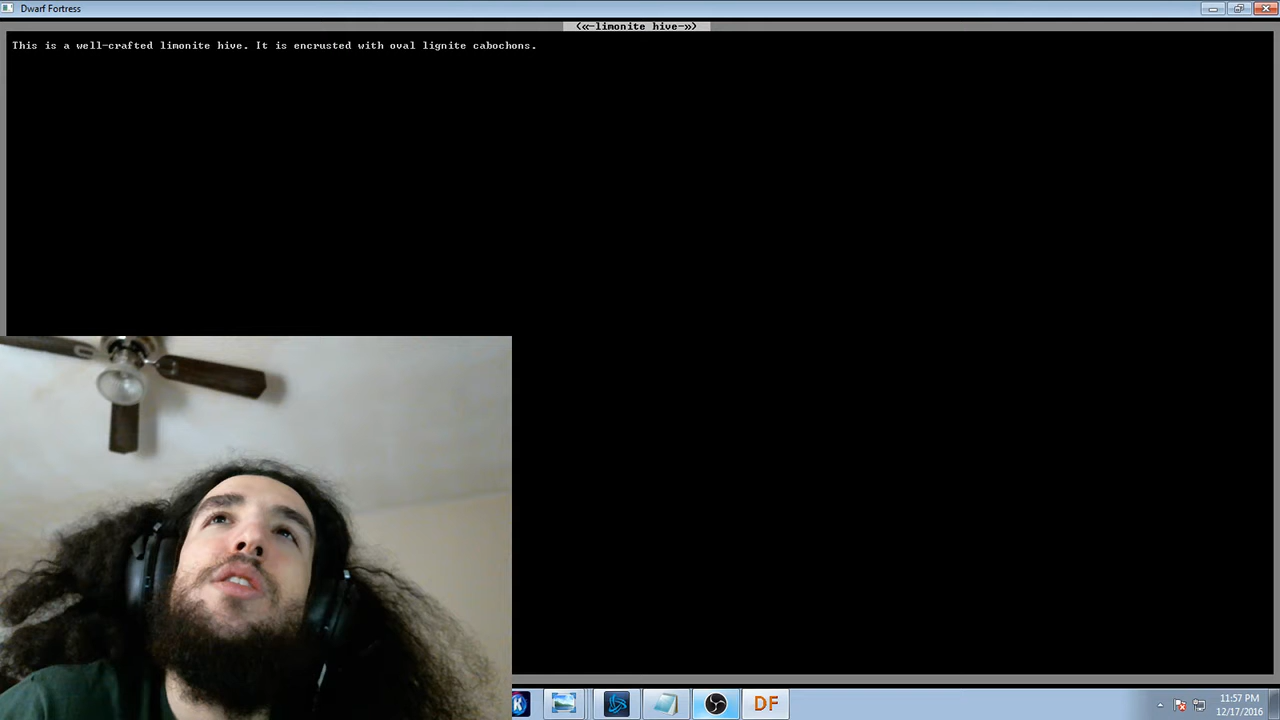 Dwarf Fortress
(«-limonite hive-»)
This is a well-crafted limonite hive. It is encrusted with oval lignite cabochons.
K
DF
11:57 PM
12/17/2016